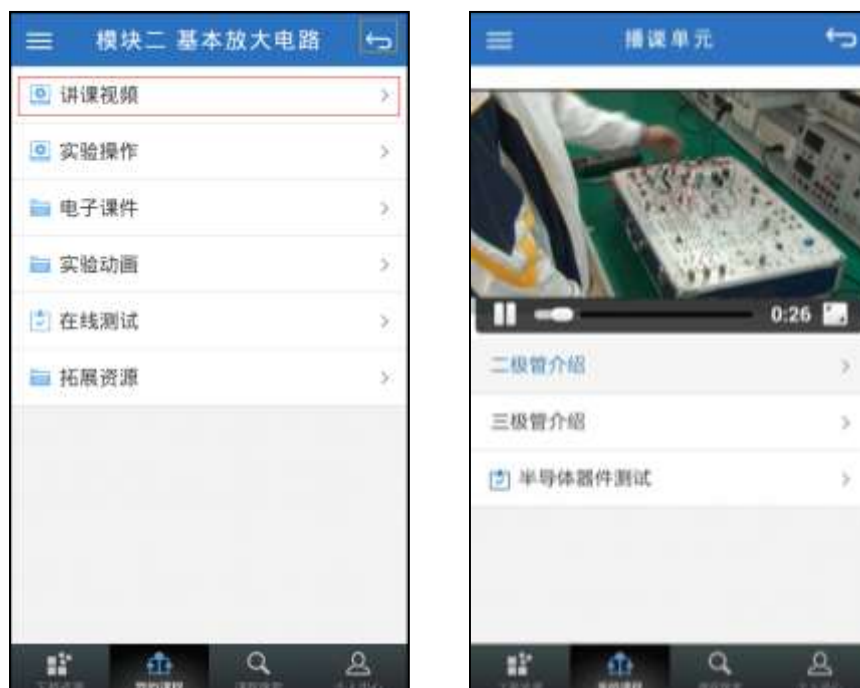 模块二 基本放大电路
讲课视频
实验操作
电子课件
实验动画
在线测试
拓展资源
播课单元
0:26
二极管介绍
三极管介绍
半导体器件测试